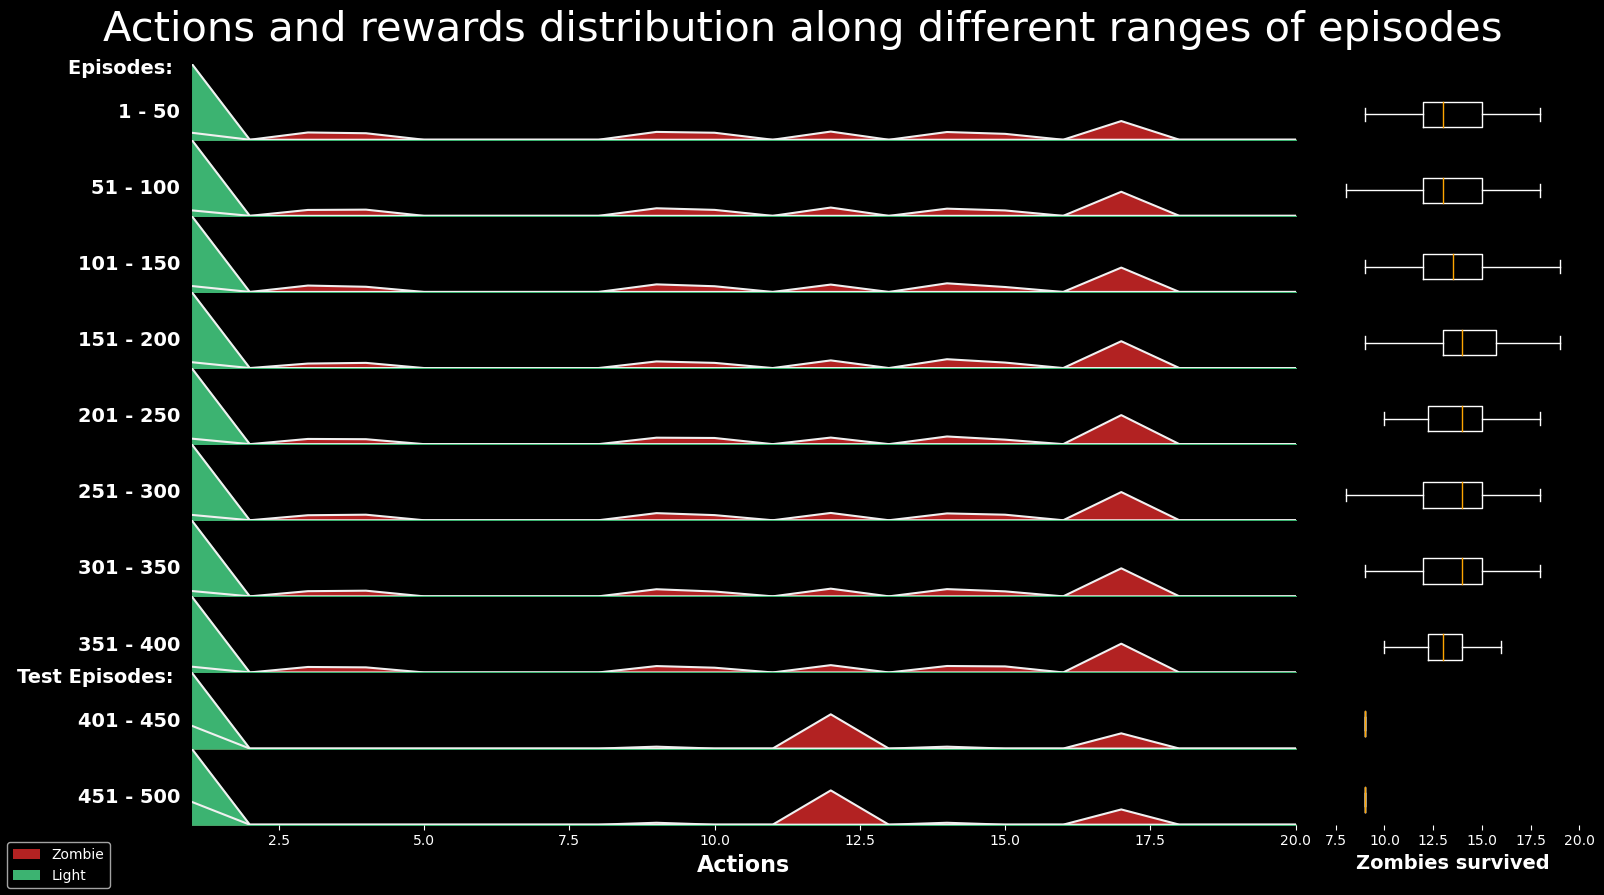 Actions and rewards distribution along different ranges of episodes
Episodes:
1 - 50
51 - 100
101 - 150
151 - 200
201 - 250
251 - 300
301 - 350
351 - 400
Test Episodes:
401 - 450
451 - 500
2.5 5.0 7.5 10.0 12.5 15.0 17.5 20.0
7.5 10.0 12.5 15.0 17.5 20.0
Actions
Zombies survived
Zombie
Light